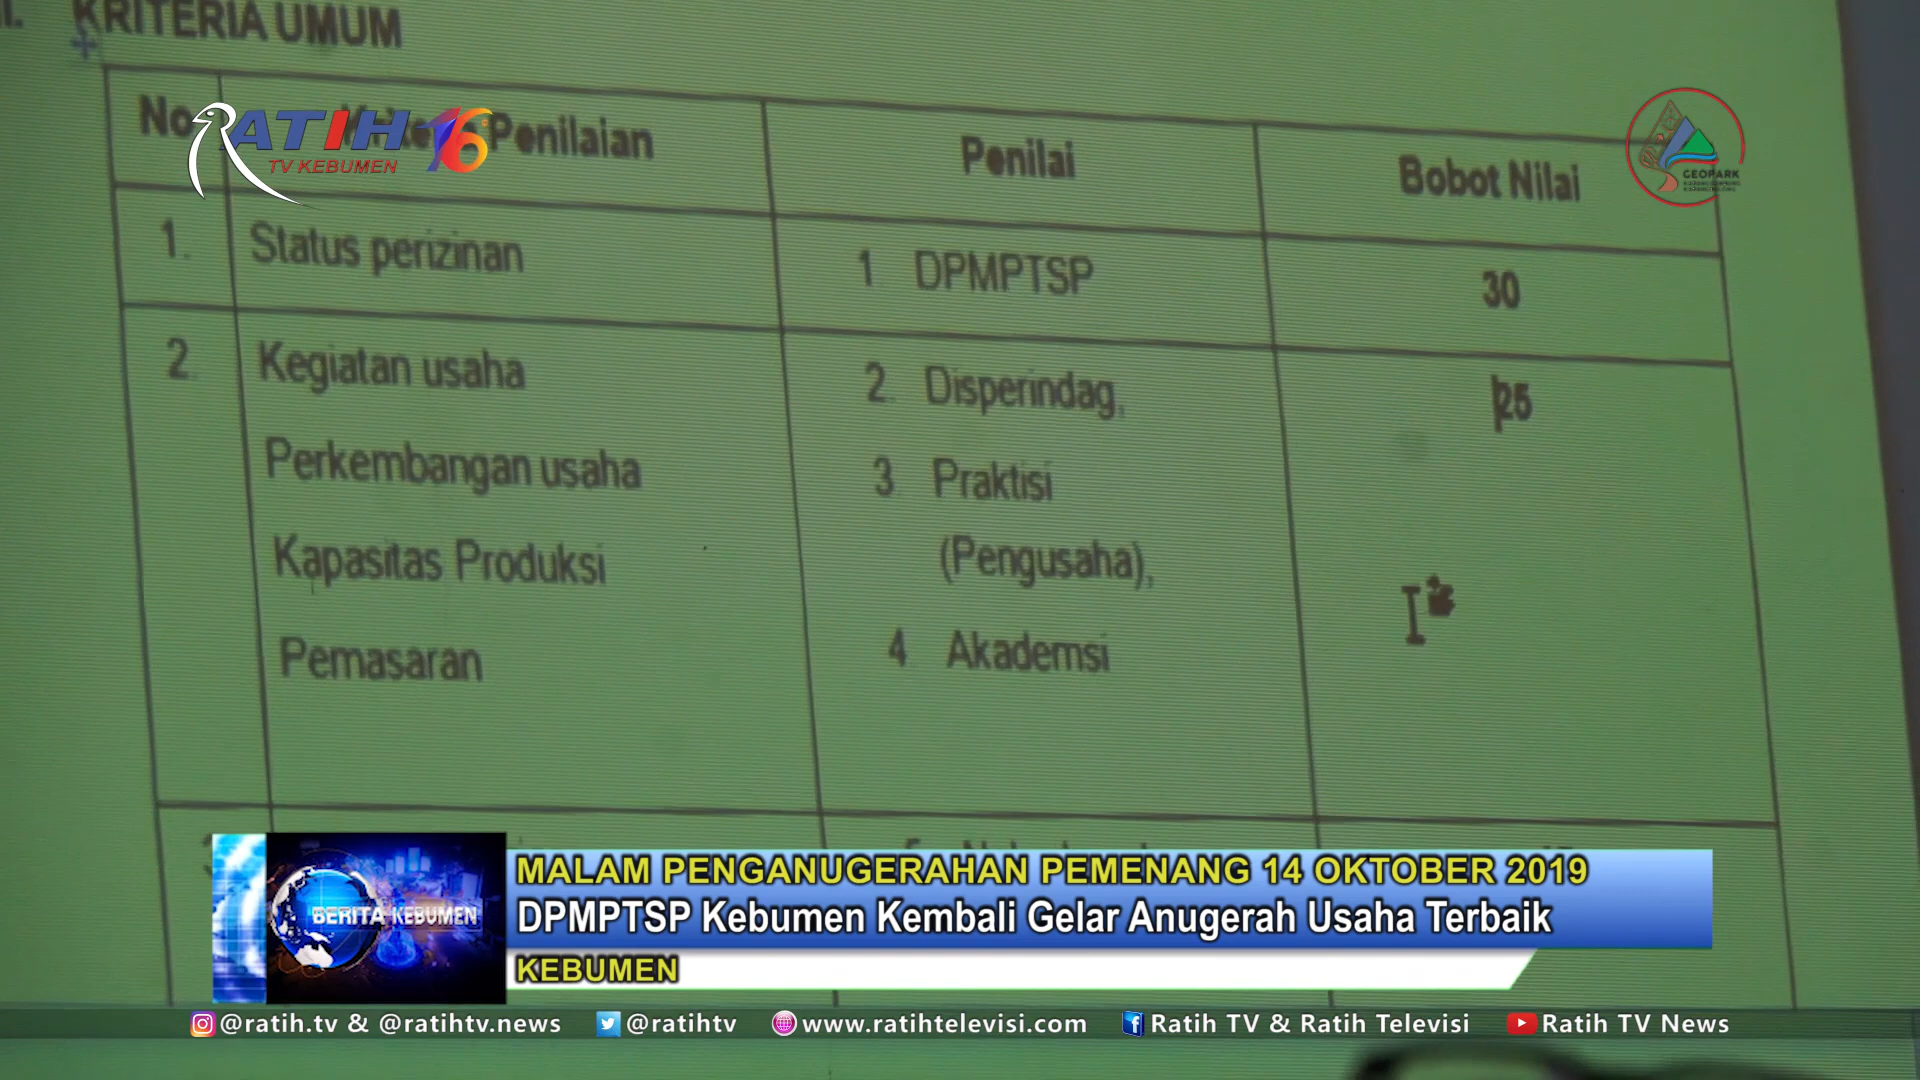 KRITERIA UMUM
No Penilaian Penilai Bobot Nilai
RATIH 16
TV KEBUMEN
GEOPARK
1. Status perizinan 1 DPMPTSP 30
2. Kegiatan usaha 2. Disperindag, 25
Perkembangan usaha 3 Praktisi
Kapasitas Produksi (Pengusaha),
Pemasaran 4 Akademsi
BERITA KEBUMEN
MALAM PENGANUGERAHAN PEMENANG 14 OKTOBER 2019
DPMPTSP Kebumen Kembali Gelar Anugerah Usaha Terbaik
KEBUMEN
@ratih.tv & @ratihtv.news @ratihtv www.ratihtelevisi.com Ratih TV & Ratih Televisi Ratih TV News